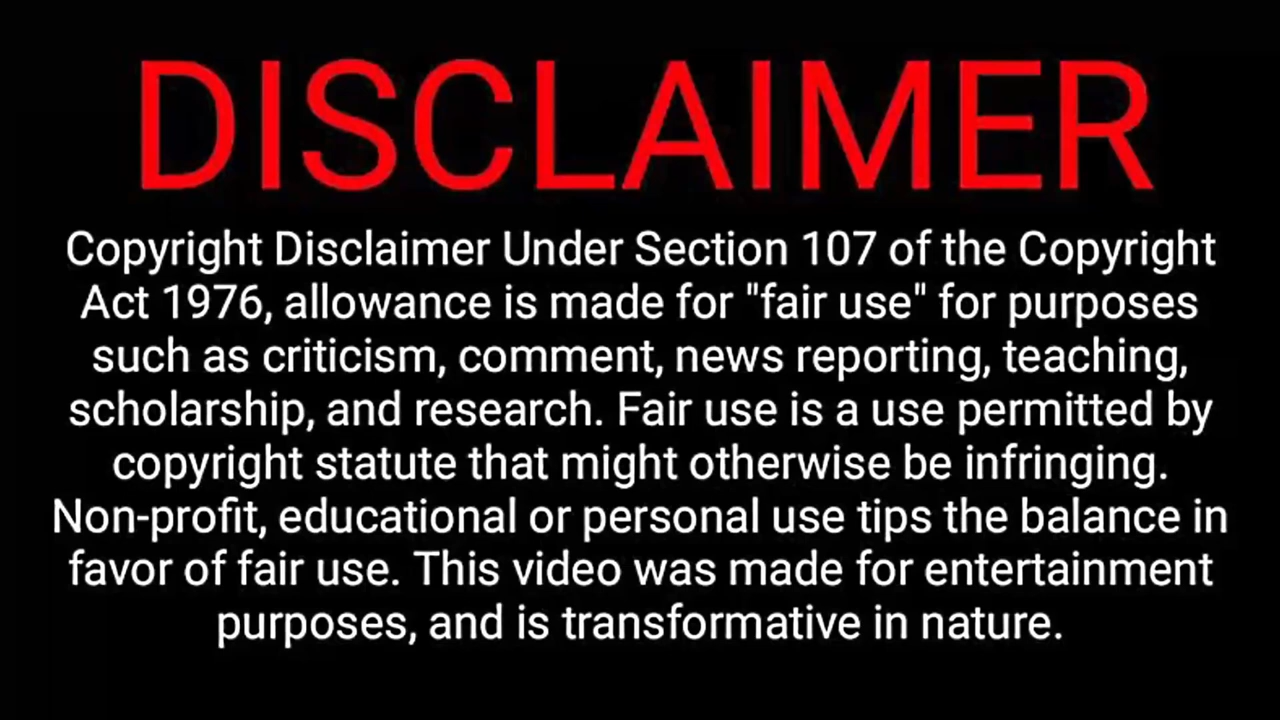 DISCLAIMER
Copyright Disclaimer Under Section 107 of the Copyright
Act 1976, allowance is made for "fair use" for purposes
such as criticism, comment, news reporting, teaching,
scholarship, and research. Fair use is a use permitted by
copyright statute that might otherwise be infringing.
Non-profit, educational or personal use tips the balance in
favor of fair use. This video was made for entertainment
purposes, and is transformative in nature.